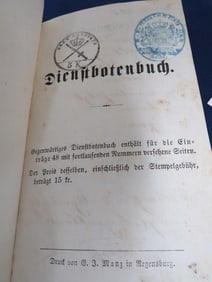 Dienstbotenbuch.
Gegenwärtiges Dienstbotenbuch enthält für die Ein-
träge 48 mit fortlaufenden Nummern versehene Seiten.
Der Preis desselben, einschließlich der Stempelgebühr,
beträgt 15 kr.
Druck von G. J. Manz in Regensburg.